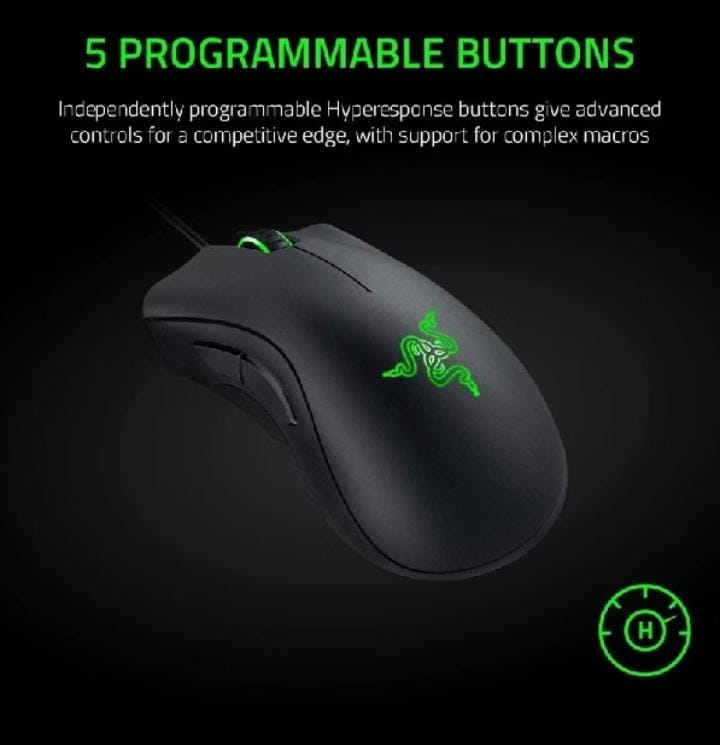 5 PROGRAMMABLE BUTTONS
Independently programmable Hyperesponse buttons give advanced
controls for a competitive edge, with support for complex macros
H